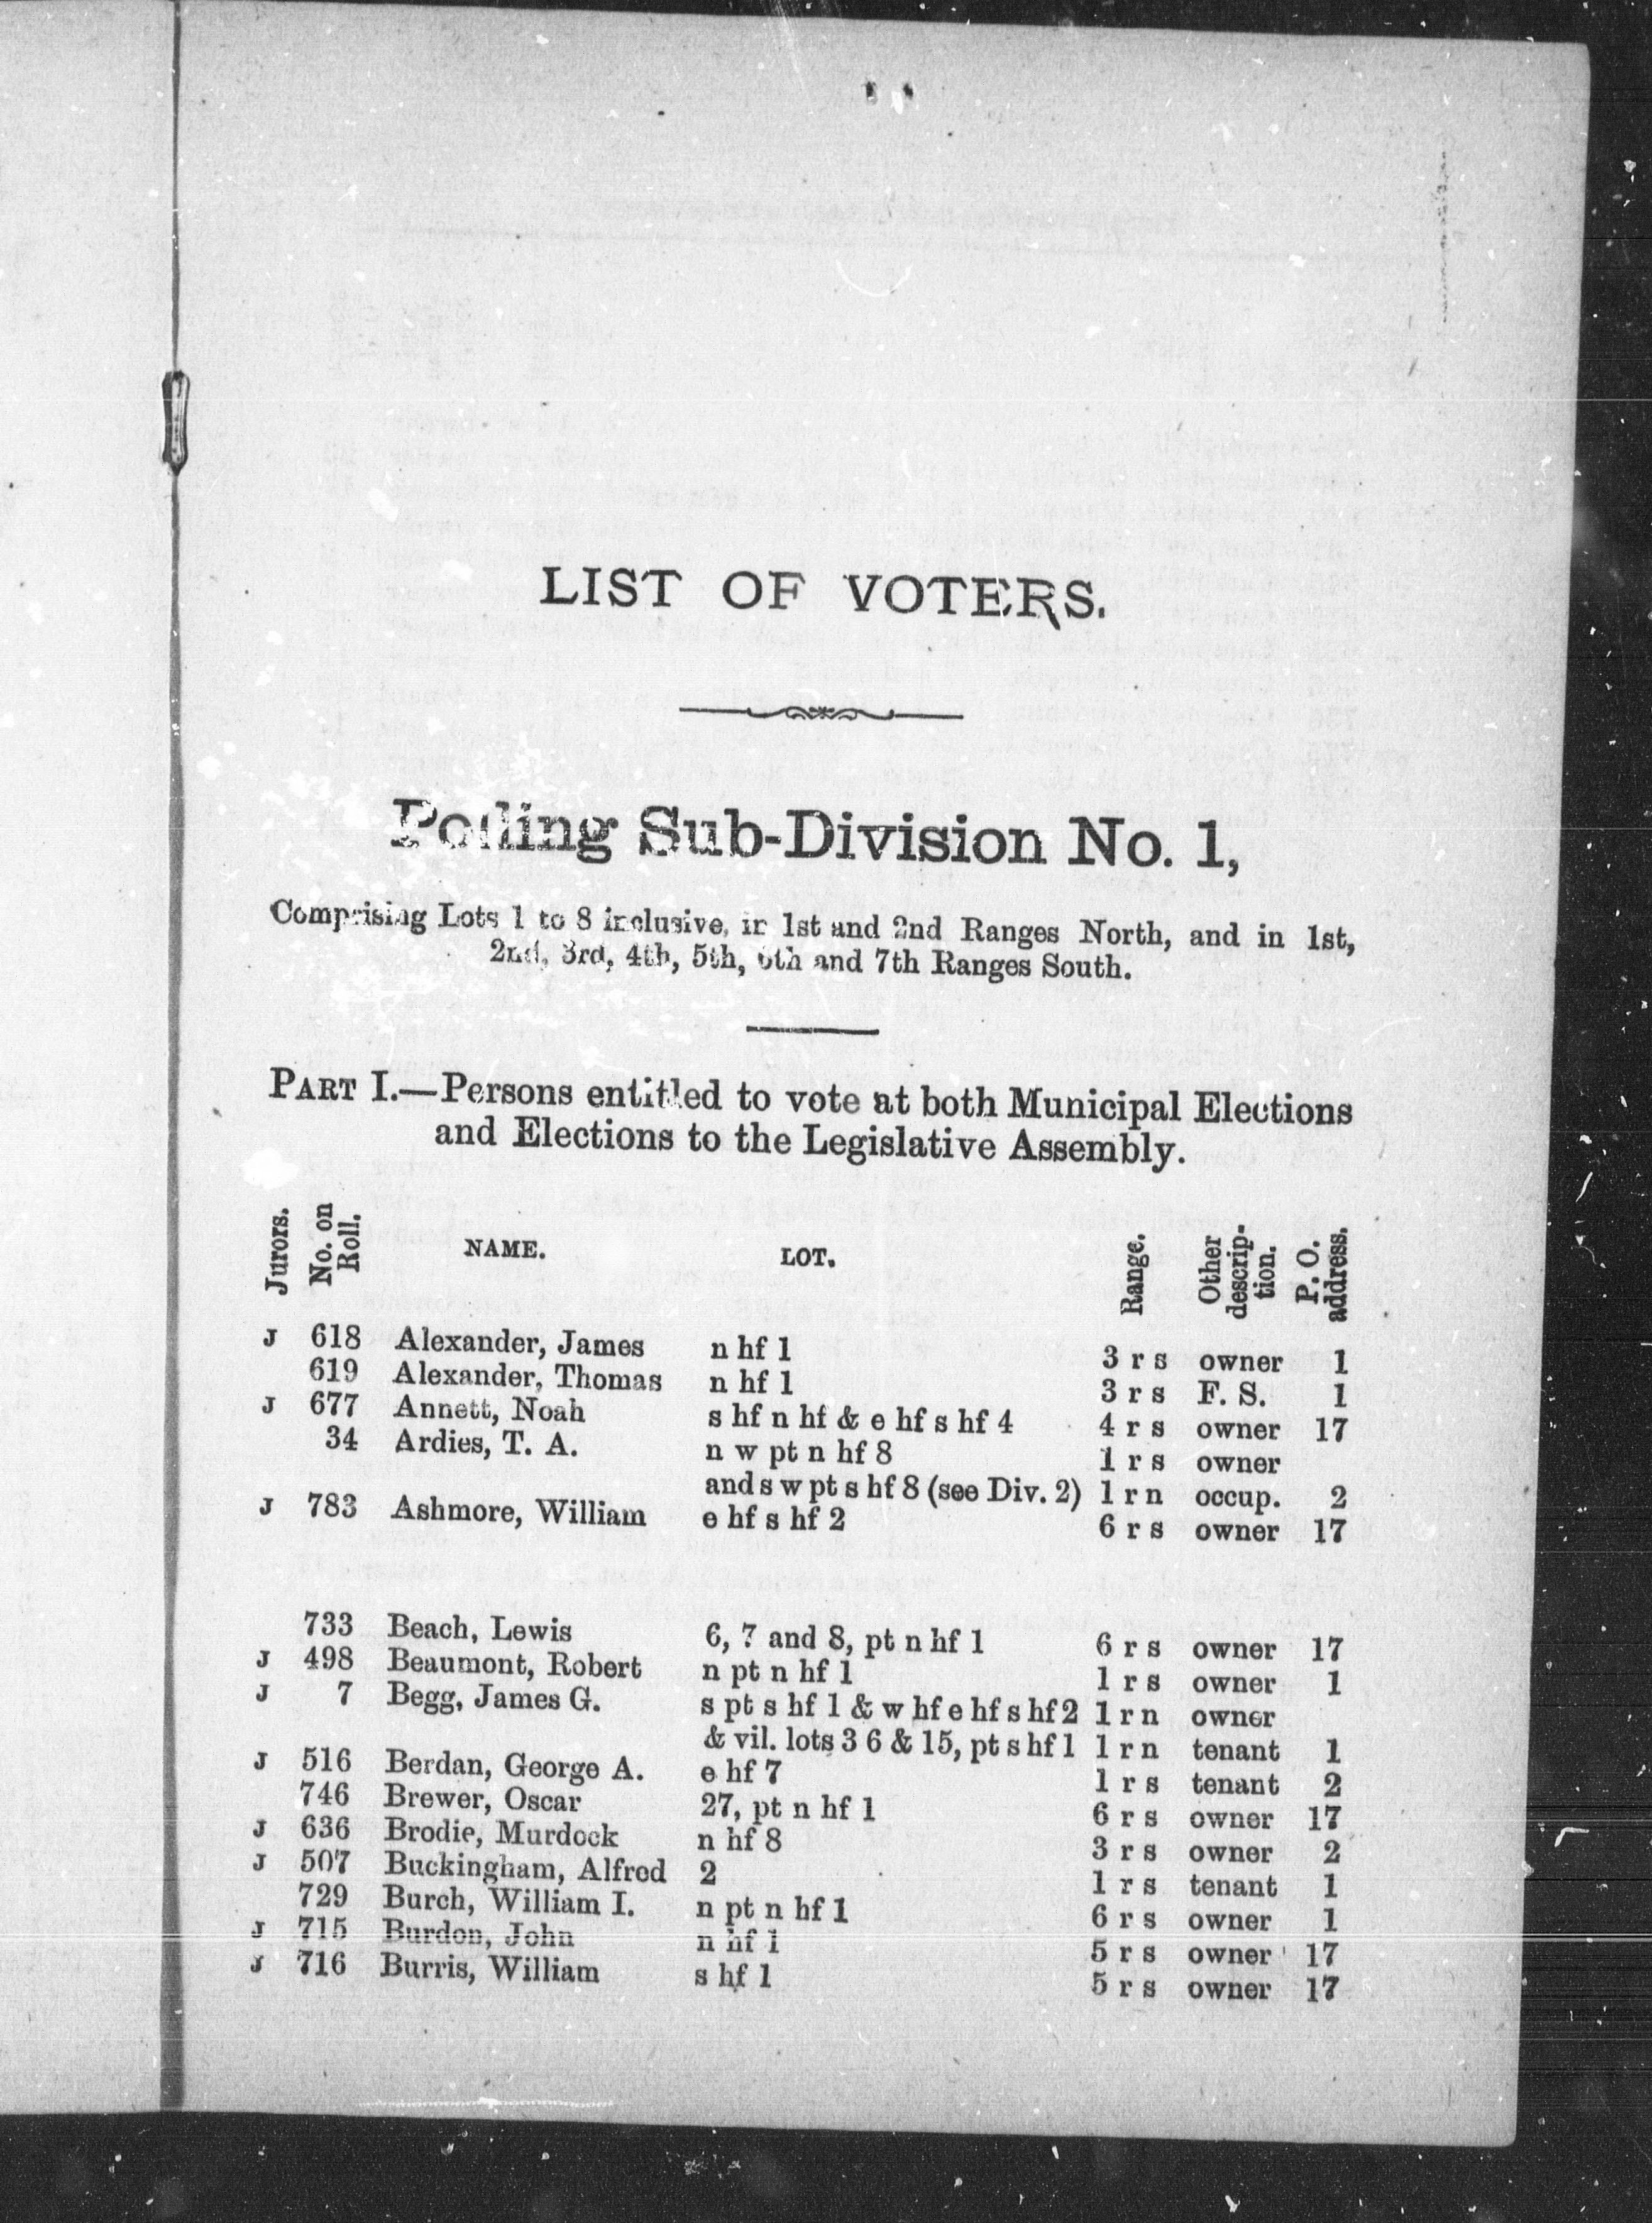 LIST OF VOTERS.
Polling Sub-Division No. 1,
Comprising Lots 1 to 8 inclusive, in 1st and 2nd Ranges North, and in 1st,
2nd, 3rd, 4th, 5th, 6th and 7th Ranges South.
PART I.—Persons entitled to vote at both Municipal Elections
and Elections to the Legislative Assembly.
Jurors. No. on Roll. NAME. LOT. Range. Other descrip-tion. P. O. address.
J 618 Alexander, James n hf 1 3 r s owner 1
619 Alexander, Thomas n hf 1 3 r s F. S. 1
J 677 Annett, Noah s hf n hf & e hf s hf 4 4 r s owner 17
34 Ardies, T. A. n w pt n hf 8 1 r s owner
and s w pt s hf 8 (see Div. 2) 1 r n occup. 2
J 783 Ashmore, William e hf s hf 2 6 r s owner 17
733 Beach, Lewis 6, 7 and 8, pt n hf 1 6 r s owner 17
J 498 Beaumont, Robert n pt n hf 1 1 r s owner 1
J 7 Begg, James G. s pt s hf 1 & w hf e hf s hf 2 1 r n owner
& vil. lots 3 6 & 15, pt s hf 1 1 r n tenant 1
J 516 Berdan, George A. e hf 7 1 r s tenant 2
746 Brewer, Oscar 27, pt n hf 1 6 r s owner 17
J 636 Brodie, Murdock n hf 8 3 r s owner 2
J 507 Buckingham, Alfred 2 1 r s tenant 1
729 Burch, William I. n pt n hf 1 6 r s owner 1
J 715 Burdon, John n hf 1 5 r s owner 17
J 716 Burris, William s hf 1 5 r s owner 17